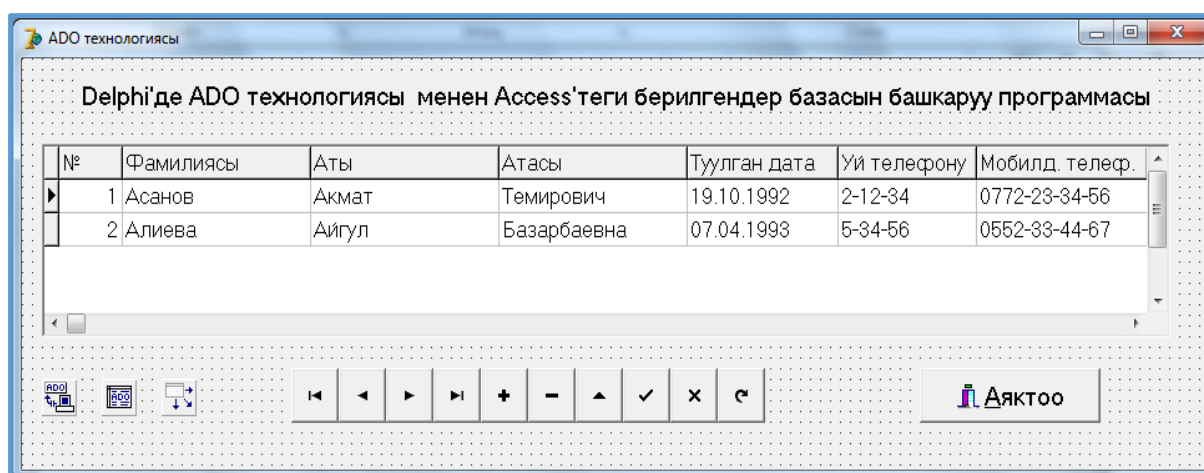 ADO технологиясы
Delphi'де ADO технологиясы менен Access'теги берилгендер базасын башкаруу программасы
№ Фамилиясы Аты Атасы Туулган дата Уй телефону Мобилд. телеф.
1 Асанов Акмат Темирович 19.10.1992 2-12-34 0772-23-34-56
2 Алиева Айгул Базарбаевна 07.04.1993 5-34-56 0552-33-44-67
ADO ADO
Аяктоо